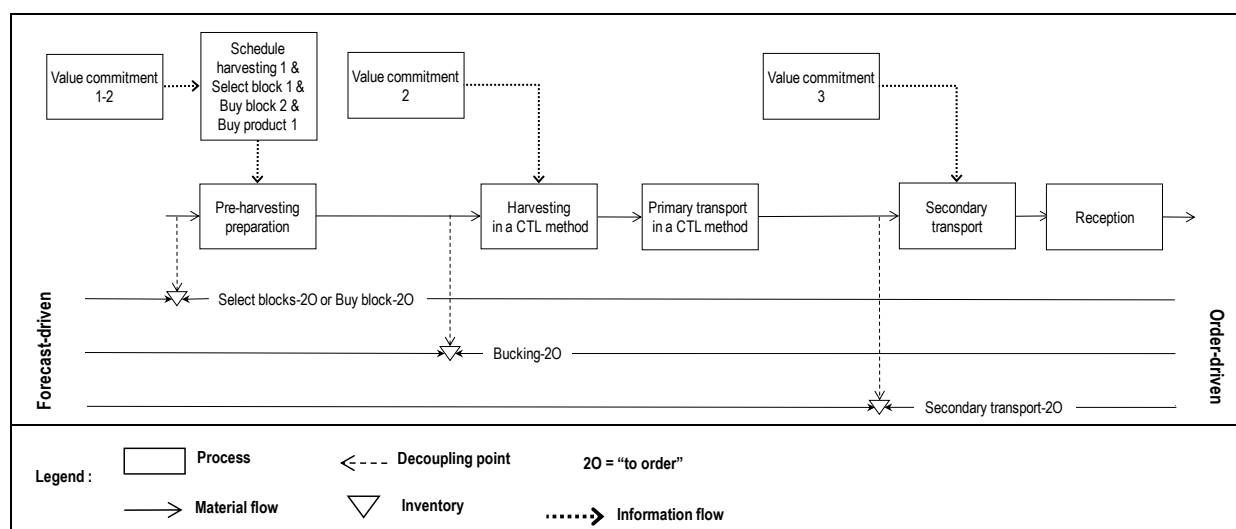 Value commitment
1-2
Schedule
harvesting 1 &
Select block 1 &
Buy block 2 &
Buy product 1
Value commitment
2
Value commitment
3
Pre-harvesting
preparation
Harvesting
in a CTL method
Primary transport
in a CTL method
Secondary
transport
Reception
Forecast-driven
Select blocks-2O or Buy block-2O
Bucking-2O
Secondary transport-2O
Order-driven
Legend :
Process
Decoupling point
2O = “to order”
Material flow
Inventory
Information flow